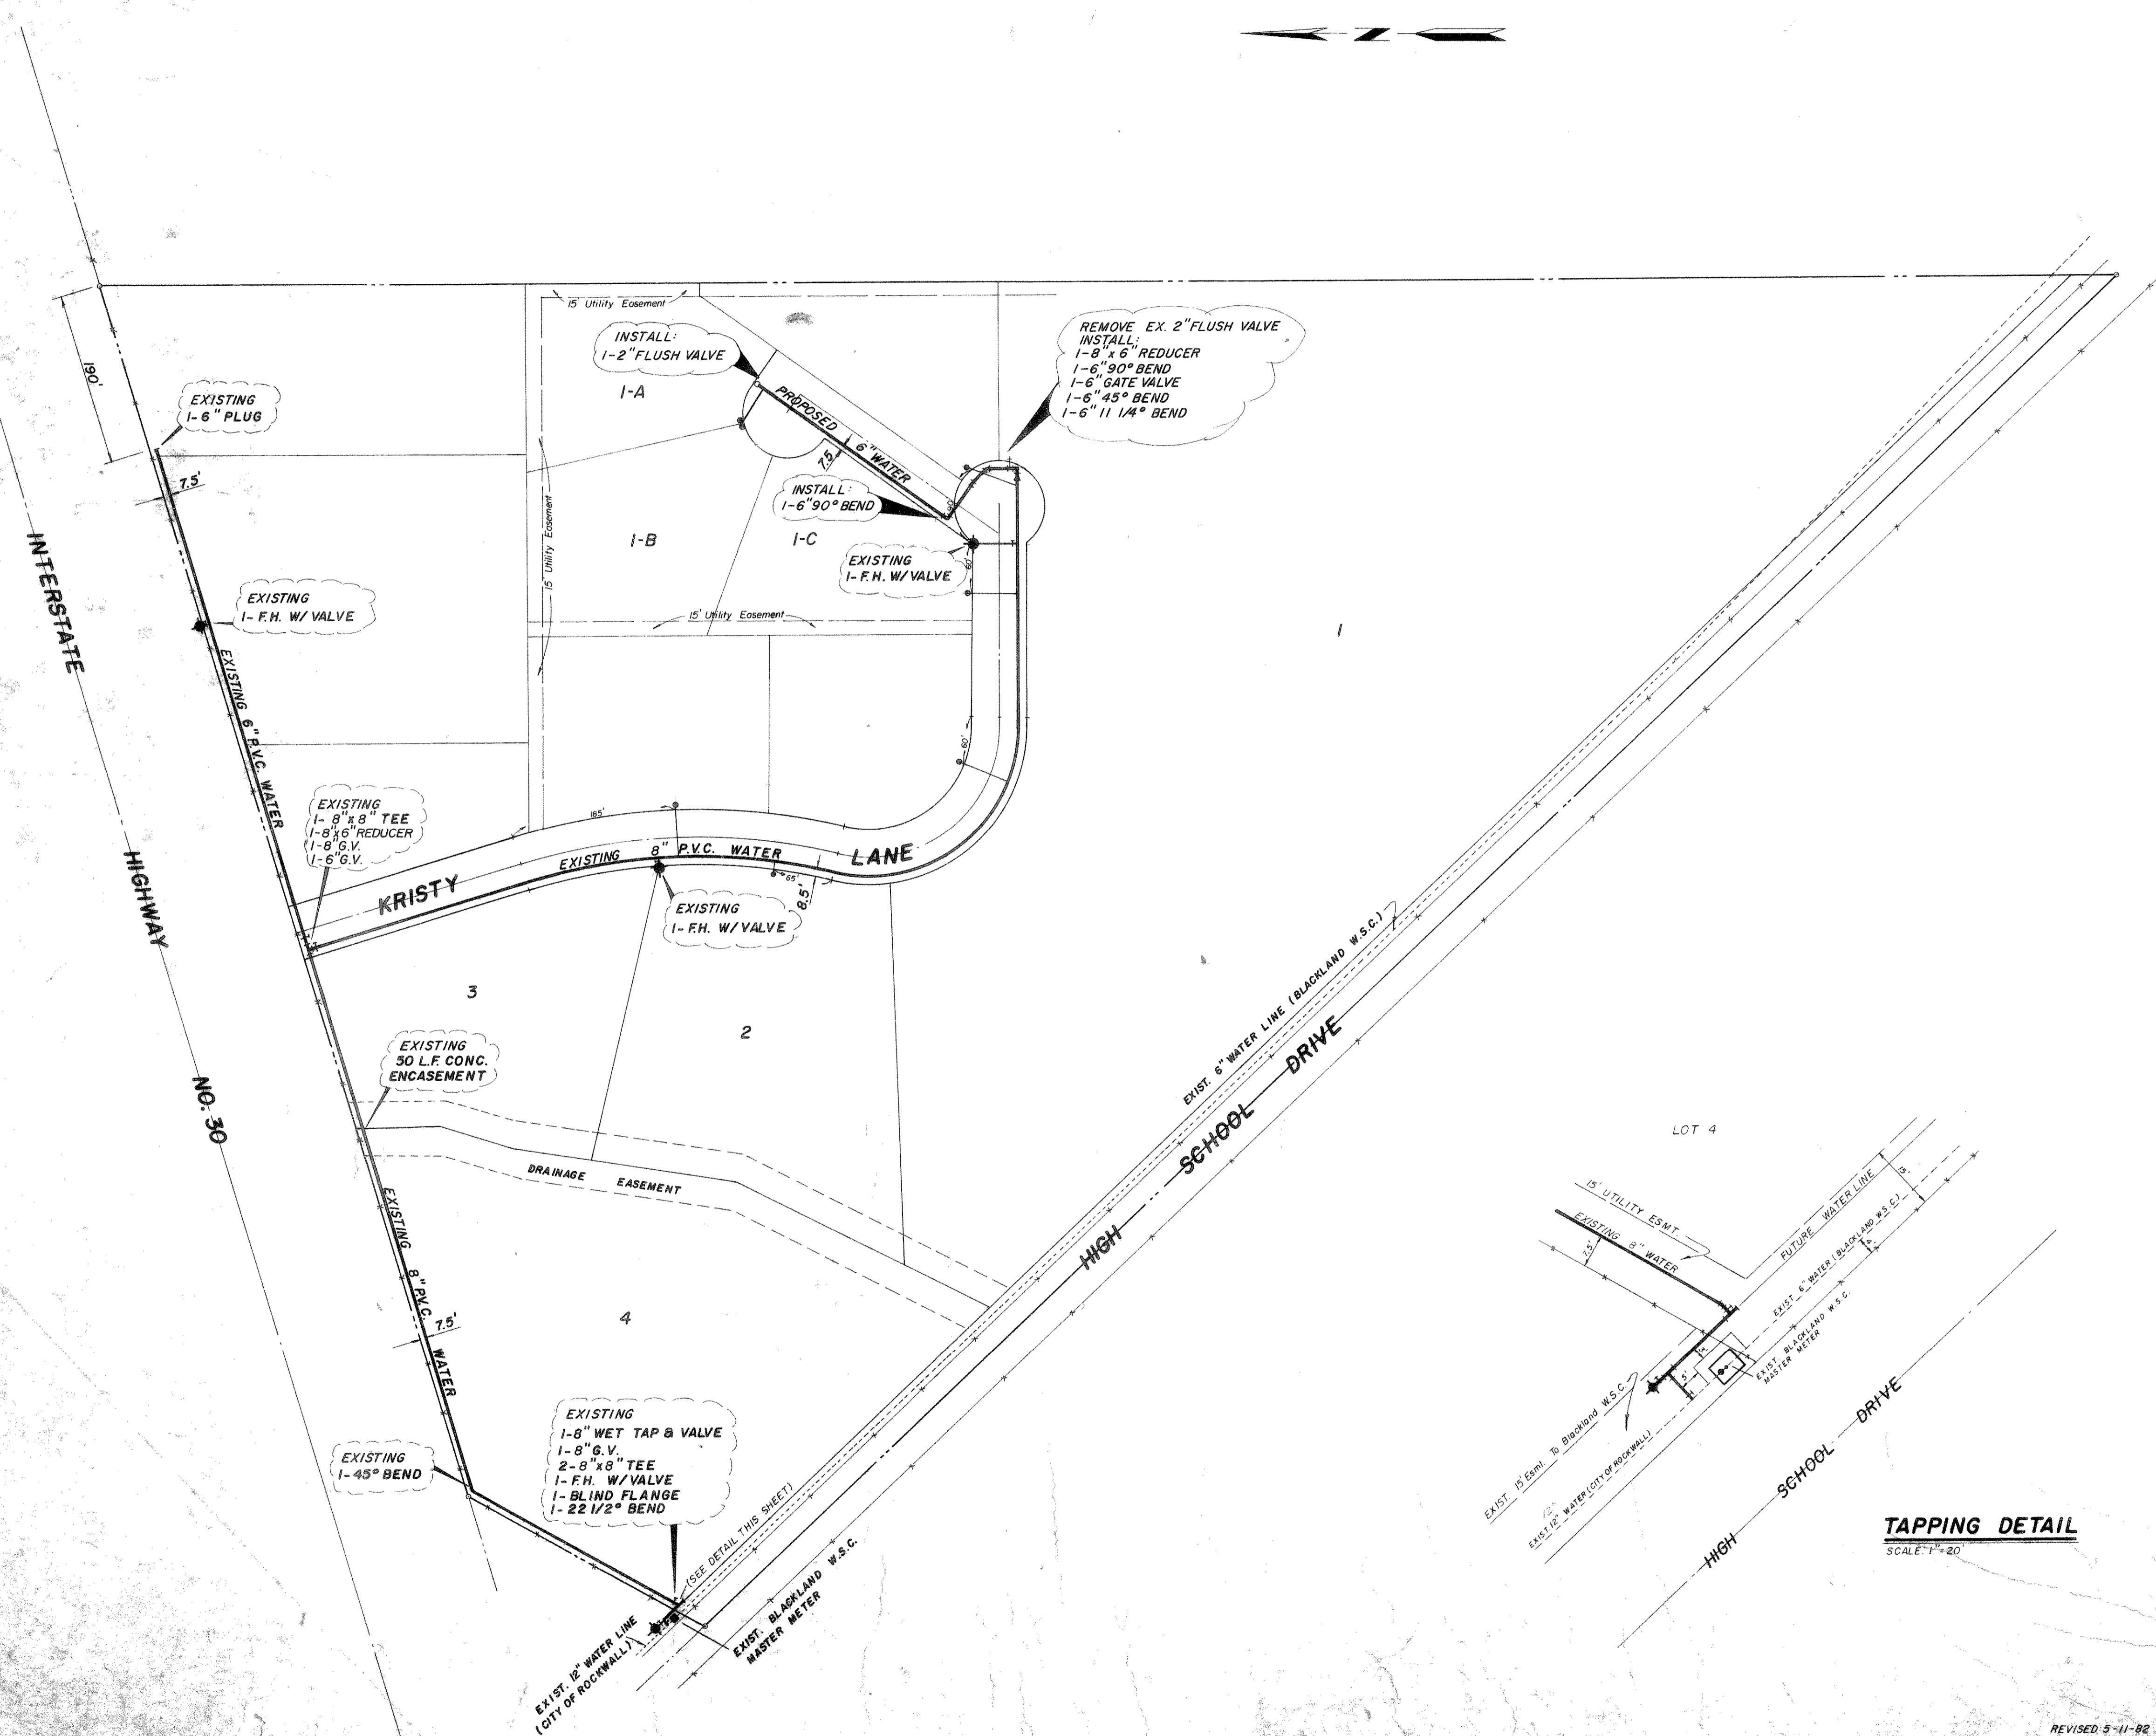 N
15' Utility Easement
INSTALL:
1-2" FLUSH VALVE
1-A
PROPOSED 6" WATER
7.5
REMOVE EX. 2" FLUSH VALVE
INSTALL:
1-8" x 6" REDUCER
1-6" 90° BEND
1-6" GATE VALVE
1-6" 45° BEND
1-6" 11 1/4° BEND
190'
EXISTING
1-6" PLUG
7.5'
INSTALL:
1-6" 90° BEND
90°
15' Utility Easement
1-B
1-C
EXISTING
1-F.H. W/VALVE
60'
EXISTING
1-F.H. W/ VALVE
15' Utility Easement
1
INTERSTATE
HIGHWAY
NO. 30
EXISTING 6" P.V.C. WATER
60'
EXISTING
1- 8"x8" TEE
1-8"x6" REDUCER
1-8" G.V.
1-6" G.V.
185'
EXISTING 8" P.V.C. WATER
KRISTY
LANE
65'
8.5'
EXISTING
1-F.H. W/VALVE
3
2
EXISTING
50 L.F. CONC.
ENCASEMENT
DRAINAGE EASEMENT
EXIST. 6" WATER LINE (BLACKLAND W.S.C.)
HIGH SCHOOL DRIVE
4
EXISTING 8" P.V.C. WATER
7.5'
EXISTING
1-45° BEND
EXISTING
1-8" WET TAP & VALVE
1-8" G.V.
2-8"x8" TEE
1-F.H. W/VALVE
1-BLIND FLANGE
1-22 1/2° BEND
(SEE DETAIL THIS SHEET)
EXIST. BLACKLAND W.S.C.
MASTER METER
EXIST. 12" WATER LINE
(CITY OF ROCKWALL)
LOT 4
15' UTILITY ESMT.
EXISTING 8" WATER
7.5'
FUTURE WATER LINE
15'
EXIST. 6" WATER (BLACKLAND W.S.C.)
4'
EXIST. BLACKLAND W.S.C.
MASTER METER
5'
EXIST. 15' Esmt. To Blackland W.S.C.
EXIST. 12" WATER (CITY OF ROCKWALL)
HIGH SCHOOL DRIVE
TAPPING DETAIL
SCALE: 1"=20'
REVISED: 5-11-82